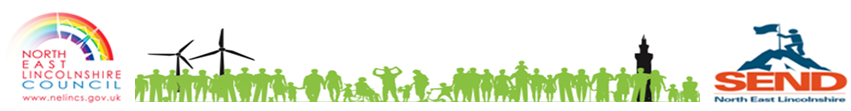 NORTH
EAST
LINCOLNSHIRE
COUNCIL
www.nelincs.gov.uk
SEND
North East Lincolnshire